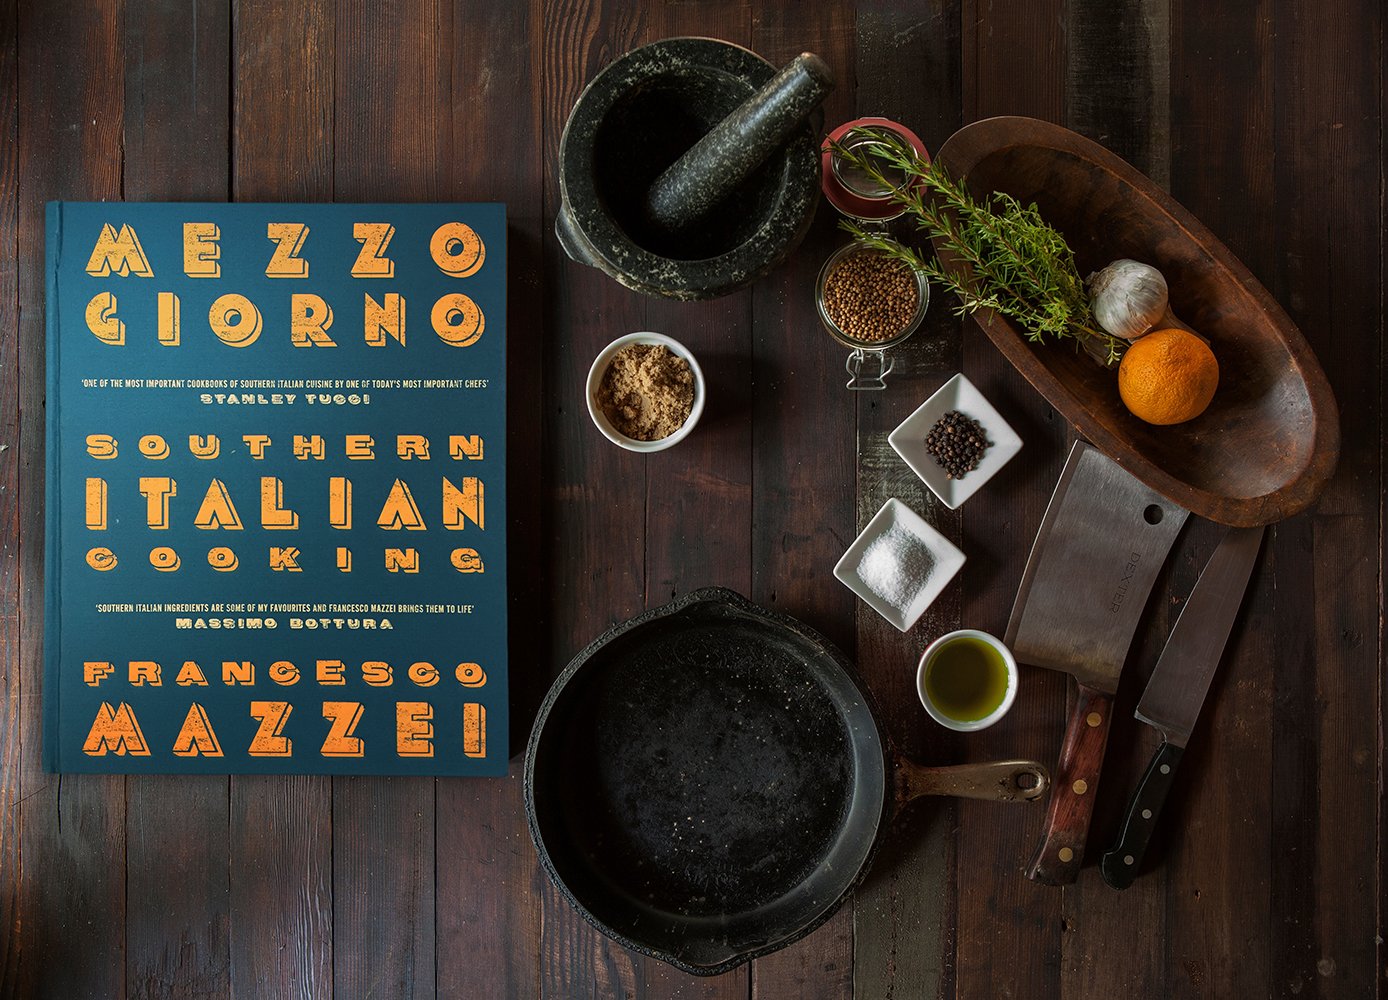 MEZZO
GIORNO
'ONE OF THE MOST IMPORTANT COOKBOOKS OF SOUTHERN ITALIAN CUISINE BY ONE OF TODAY'S MOST IMPORTANT CHEFS'
STANLEY TUCCI
SOUTHERN
ITALIAN
COOKING
'SOUTHERN ITALIAN INGREDIENTS ARE SOME OF MY FAVOURITES AND FRANCESCO MAZZEI BRINGS THEM TO LIFE'
MASSIMO BOTTURA
FRANCESCO
MAZZEI
DEXTER